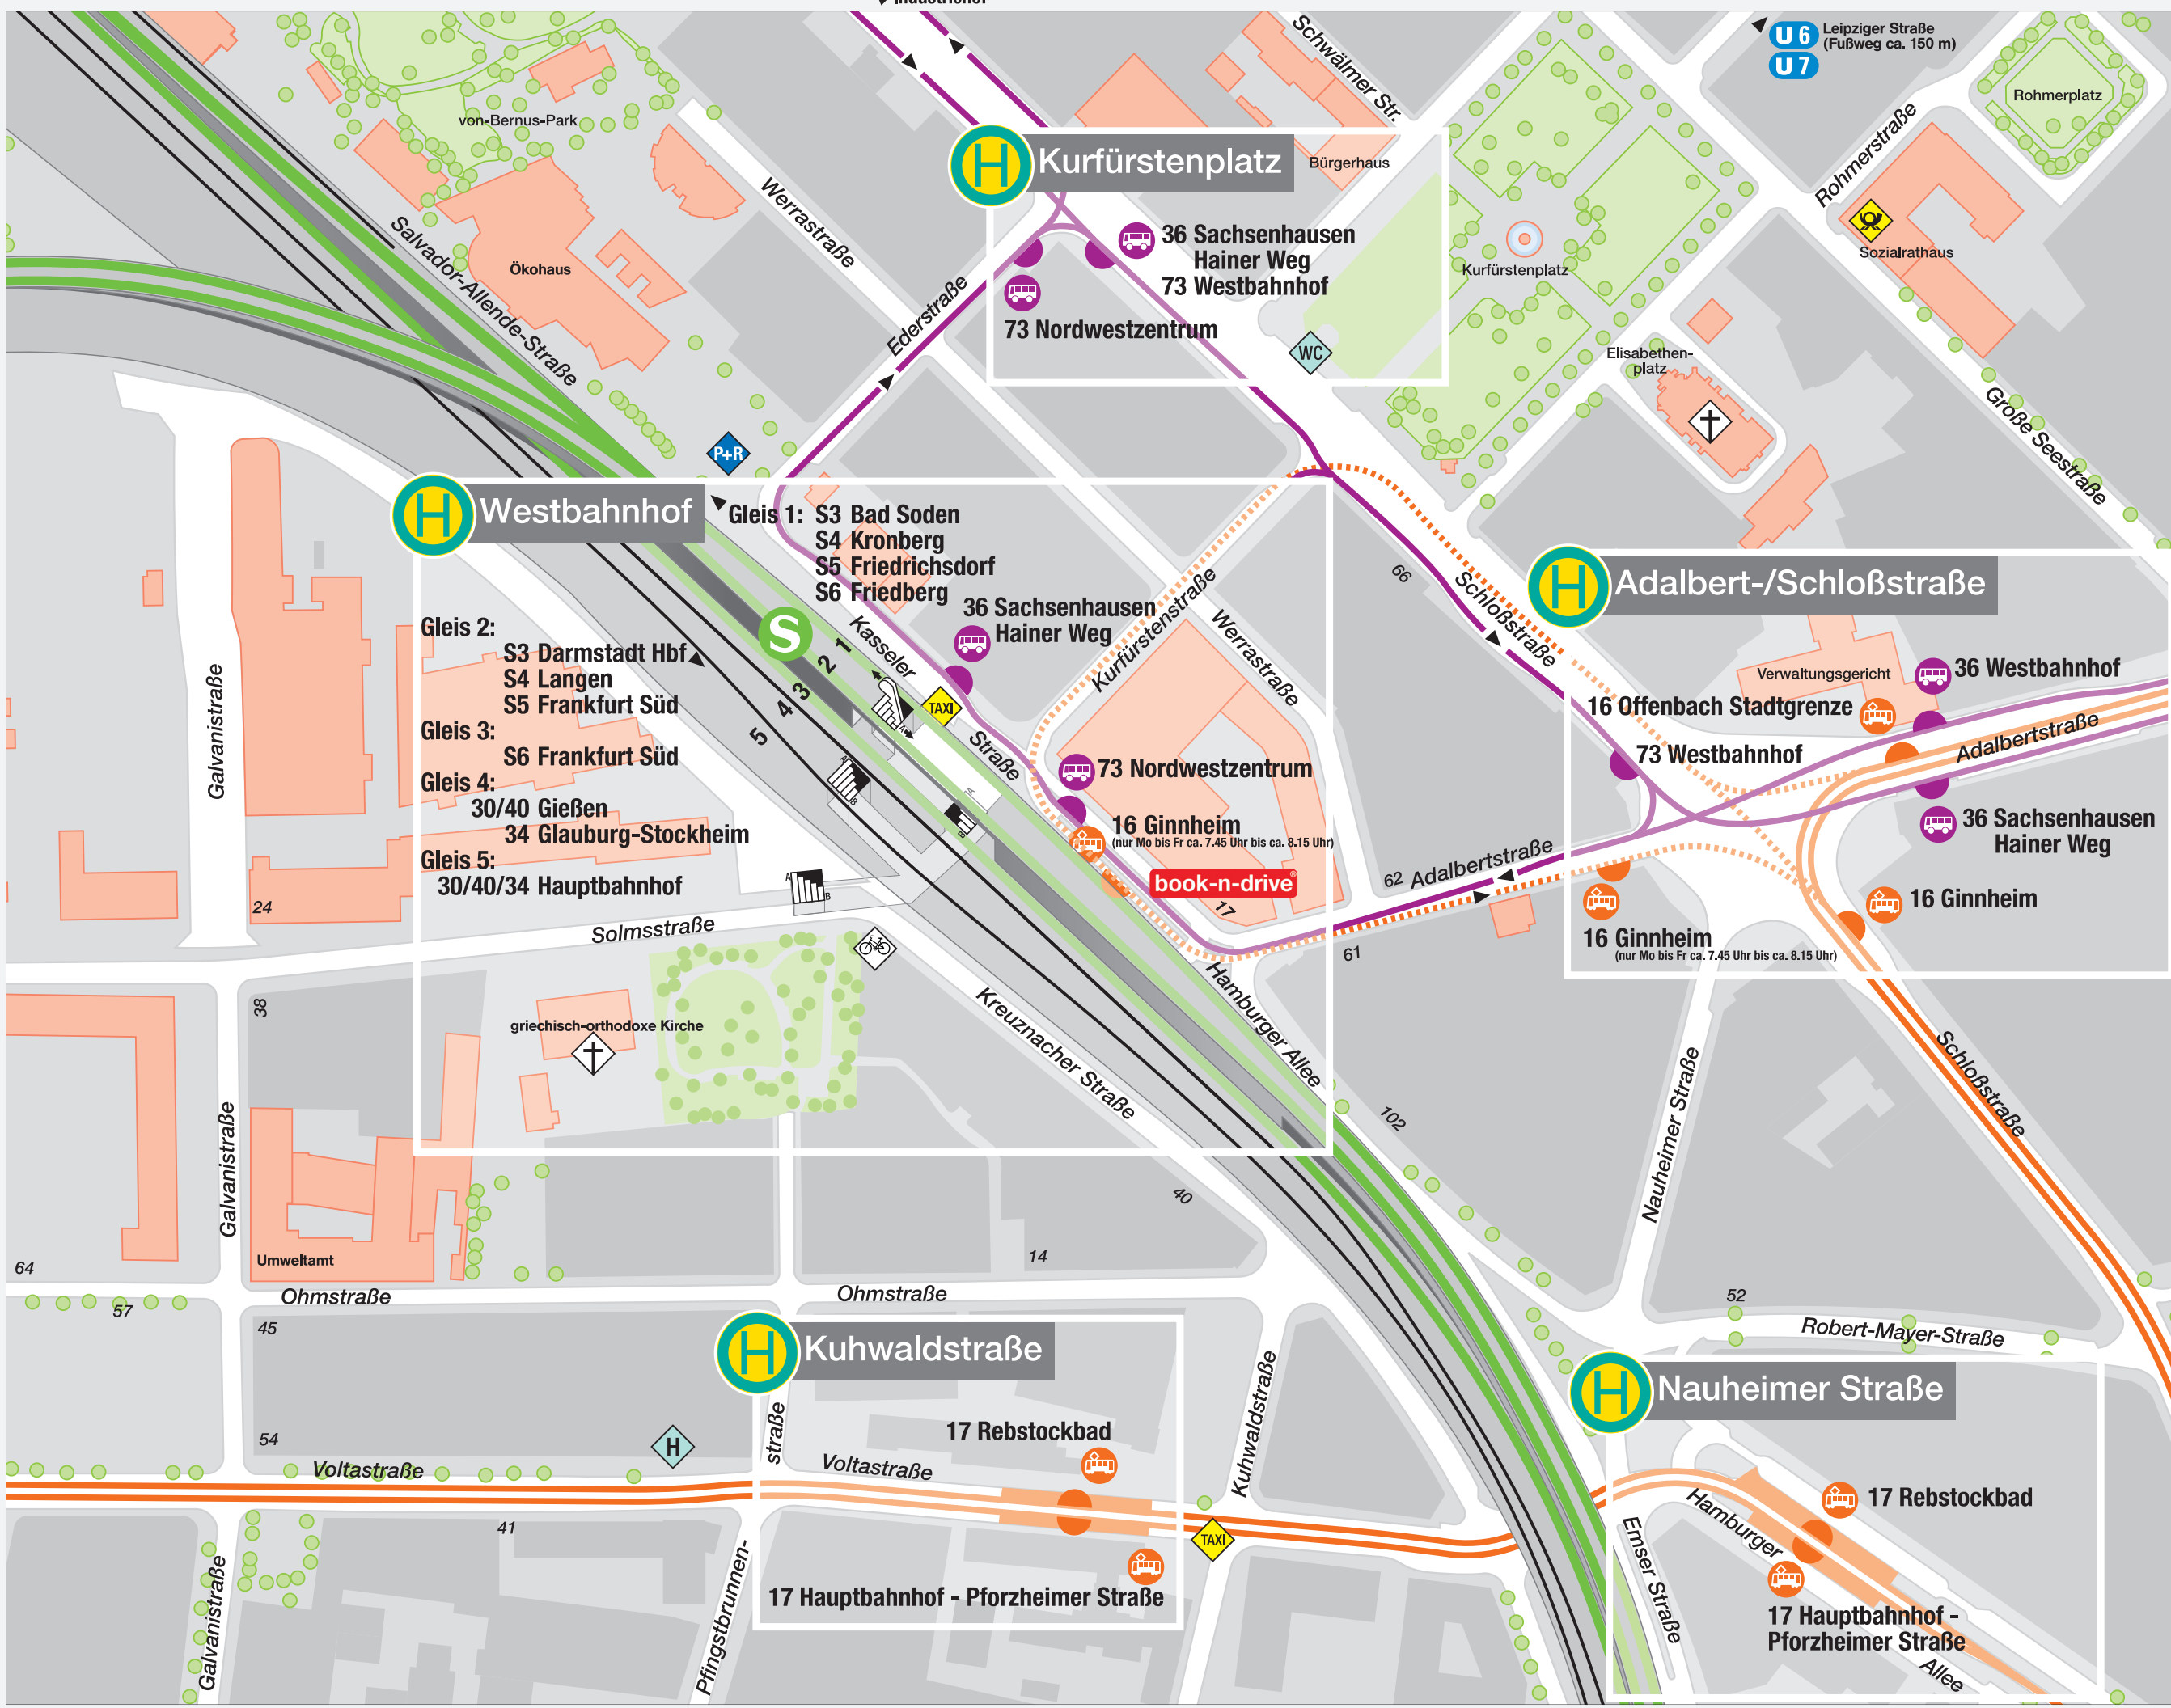 Industriehof
U6 Leipziger Straße
(Fußweg ca. 150 m)
U7
Schwälmer Str.
Rohmerplatz
Rohmerstraße
von-Bernus-Park
H Kurfürstenplatz
Bürgerhaus
Werrastraße
Salvador-Allende-Straße
Ökohaus
Ederstraße
36 Sachsenhausen
Hainer Weg
73 Westbahnhof
73 Nordwestzentrum
Kurfürstenplatz
Sozialrathaus
WC
Elisabethen-
platz
Große Seestraße
P+R
H Westbahnhof
Gleis 1: S3 Bad Soden
S4 Kronberg
S5 Friedrichsdorf
S6 Friedberg
36 Sachsenhausen
Hainer Weg
Gleis 2:
S3 Darmstadt Hbf
S4 Langen
S5 Frankfurt Süd
Gleis 3:
S6 Frankfurt Süd
Gleis 4:
30/40 Gießen
34 Glauburg-Stockheim
Gleis 5:
30/40/34 Hauptbahnhof
S
1
2
3
4
5
Kasseler
Straße
TAXI
A
A
B
A
B
A
B
Kurfürstenstraße
Werrastraße
66
Schloßstraße
73 Nordwestzentrum
16 Ginnheim
(nur Mo bis Fr ca. 7.45 Uhr bis ca. 8.15 Uhr)
book-n-drive
17
H Adalbert-/Schloßstraße
Verwaltungsgericht
36 Westbahnhof
16 Offenbach Stadtgrenze
73 Westbahnhof
Adalbertstraße
36 Sachsenhausen
Hainer Weg
62 Adalbertstraße
61
16 Ginnheim
16 Ginnheim
(nur Mo bis Fr ca. 7.45 Uhr bis ca. 8.15 Uhr)
Galvanistraße
24
Solmsstraße
38
griechisch-orthodoxe Kirche
Kreuznacher Straße
Hamburger Allee
102
Nauheimer Straße
Schloßstraße
Galvanistraße
Umweltamt
64
57
Ohmstraße
45
14
40
Ohmstraße
52
Robert-Mayer-Straße
H Kuhwaldstraße
H Nauheimer Straße
54
H
Voltastraße
straße
Voltastraße
17 Rebstockbad
Kuhwaldstraße
17 Rebstockbad
Hamburger
41
TAXI
Emser Straße
17 Hauptbahnhof - Pforzheimer Straße
17 Hauptbahnhof -
Pforzheimer Straße
Allee
Galvanistraße
Pfingstbrunnen-